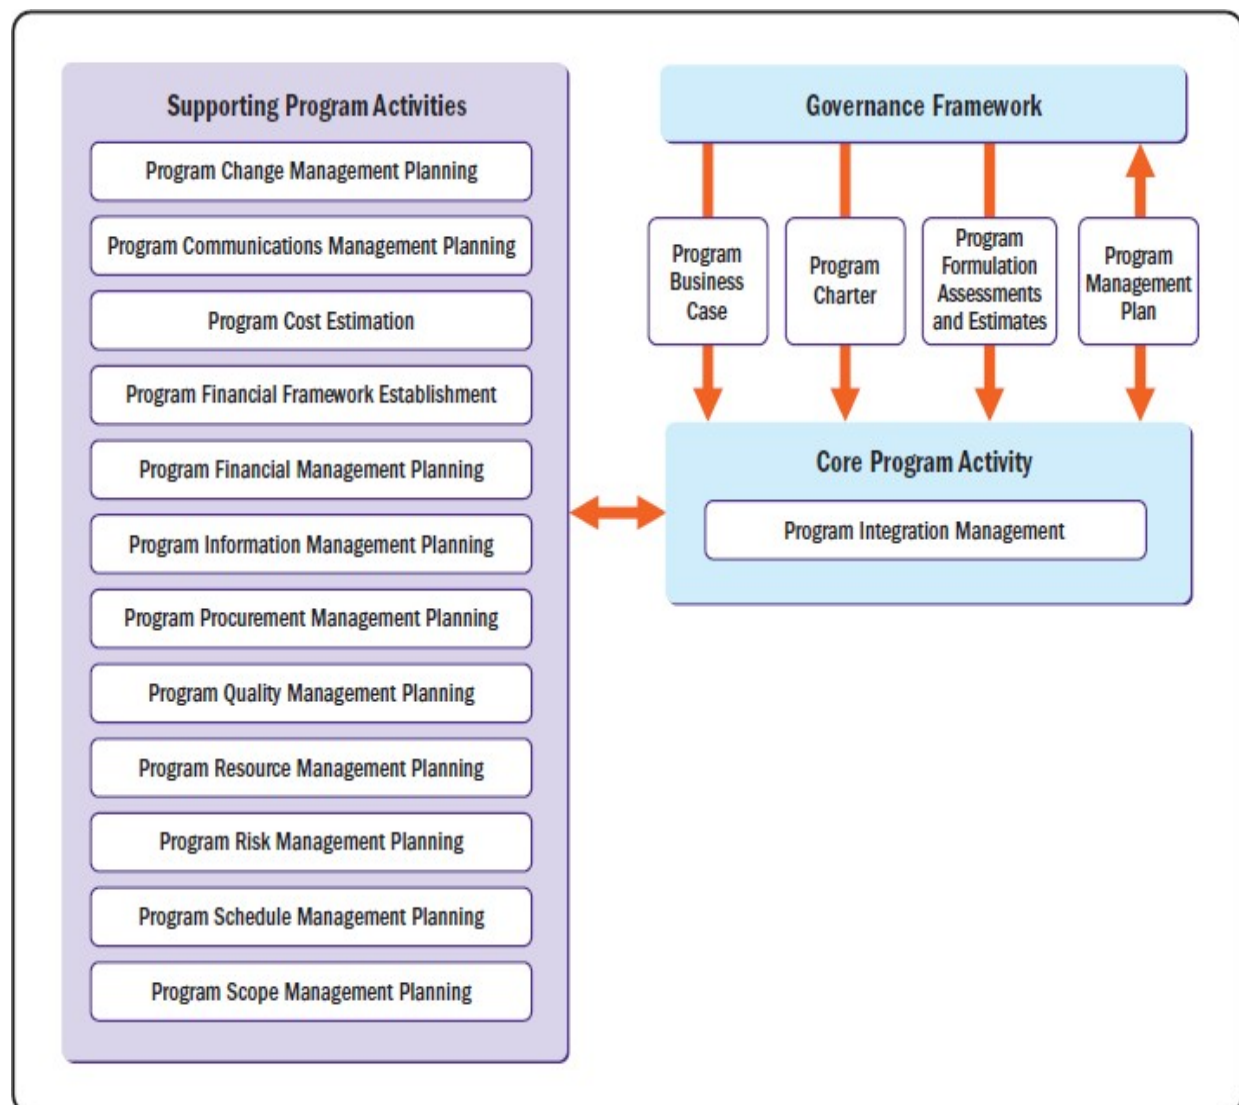 Supporting Program Activities
Program Change Management Planning
Program Communications Management Planning
Program Cost Estimation
Program Financial Framework Establishment
Program Financial Management Planning
Program Information Management Planning
Program Procurement Management Planning
Program Quality Management Planning
Program Resource Management Planning
Program Risk Management Planning
Program Schedule Management Planning
Program Scope Management Planning
Governance Framework
Program
Business
Case
Program
Charter
Program
Formulation
Assessments
and Estimates
Program
Management
Plan
Core Program Activity
Program Integration Management